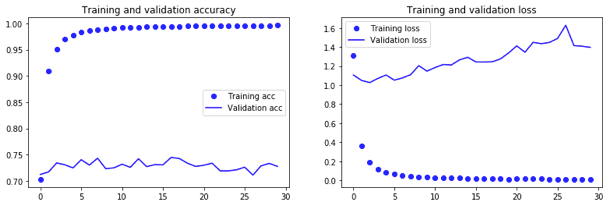 Training and validation accuracy
1.00
0.95
0.90
0.85
0.80
0.75
0.70
Training acc
Validation acc
0 5 10 15 20 25 30
Training and validation loss
1.6
1.4
1.2
1.0
0.8
0.6
0.4
0.2
0.0
Training loss
Validation loss
0 5 10 15 20 25 30